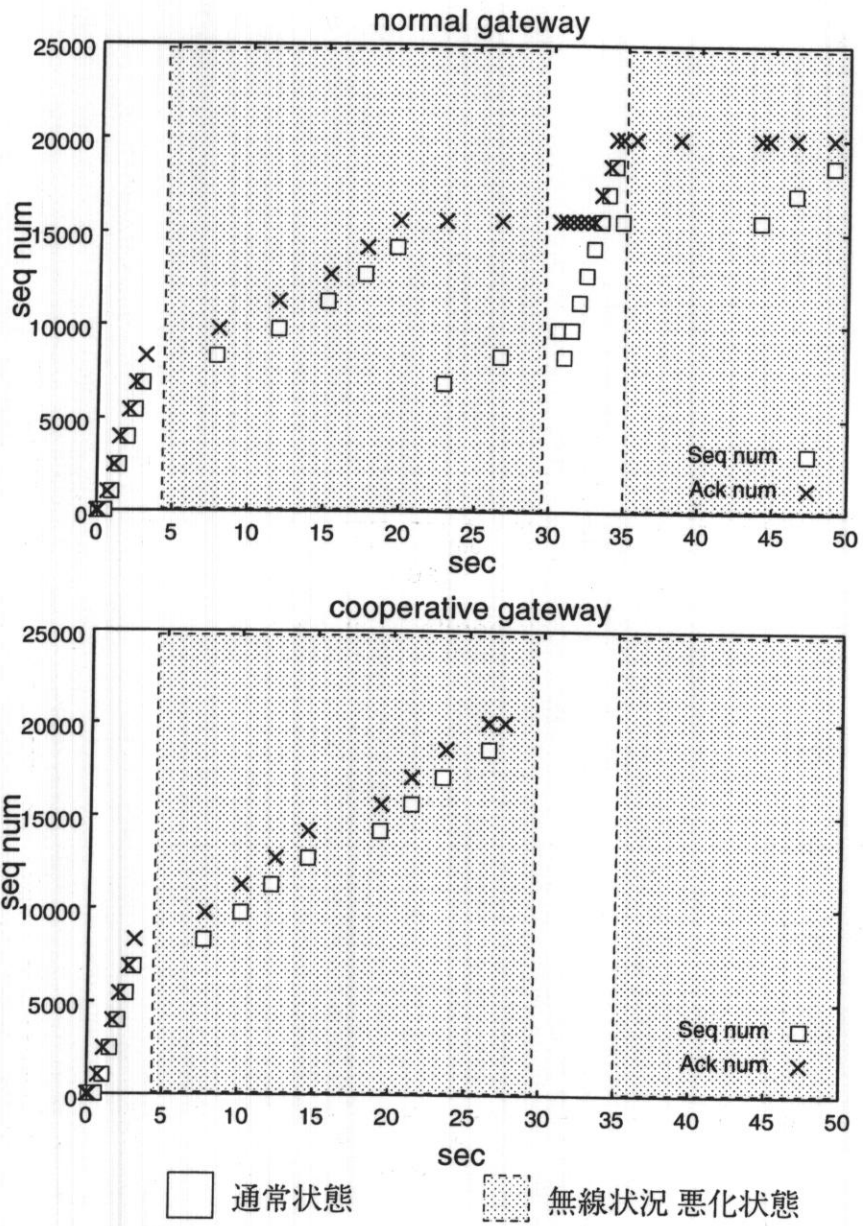 normal gateway
25000
20000
15000
10000
5000
0
seq num
Seq num
Ack num
0 5 10 15 20 25 30 35 40 45 50
sec
cooperative gateway
25000
20000
15000
10000
5000
0
seq num
Seq num
Ack num
0 5 10 15 20 25 30 35 40 45 50
sec
通常状態
無線状況 悪化状態